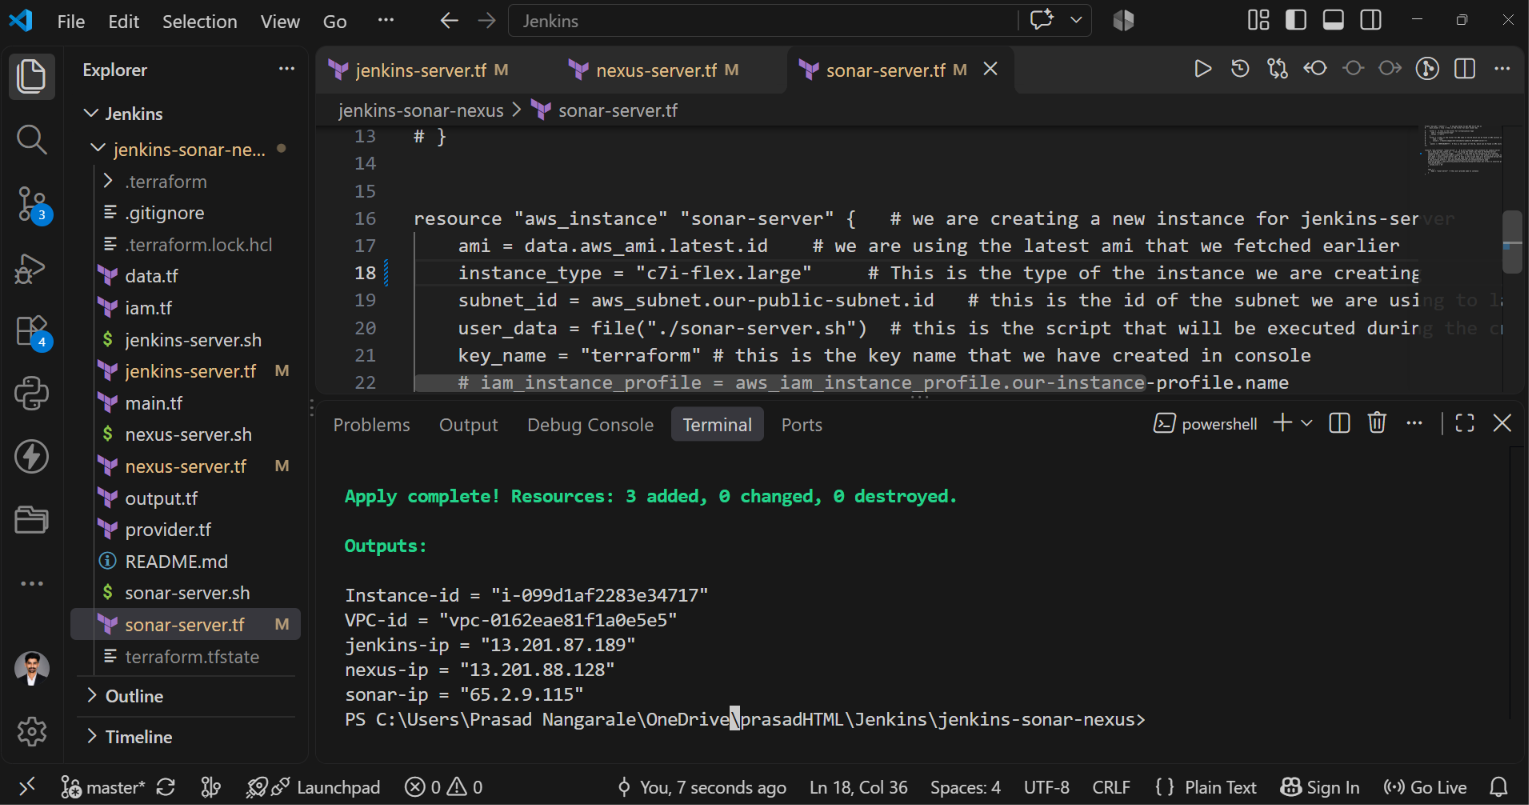 File Edit Selection View Go ··· Jenkins
Explorer ···
Jenkins
jenkins-sonar-ne...
.terraform
.gitignore
.terraform.lock.hcl
data.tf
iam.tf
$ jenkins-server.sh
jenkins-server.tf M
main.tf
$ nexus-server.sh
nexus-server.tf M
output.tf
provider.tf
README.md
$ sonar-server.sh
sonar-server.tf M
terraform.tfstate
Outline
Timeline
3
4
jenkins-server.tf M nexus-server.tf M sonar-server.tf M
jenkins-sonar-nexus > sonar-server.tf
13 # }
14
15
16 resource "aws_instance" "sonar-server" { # we are creating a new instance for jenkins-server
17 ami = data.aws_ami.latest.id # we are using the latest ami that we fetched earlier
18 instance_type = "c7i-flex.large" # This is the type of the instance we are creating
19 subnet_id = aws_subnet.our-public-subnet.id # this is the id of the subnet we are using to
20 user_data = file("./sonar-server.sh") # this is the script that will be executed during the
21 key_name = "terraform" # this is the key name that we have created in console
22 # iam_instance_profile = aws_iam_instance_profile.our-instance-profile.name
Problems Output Debug Console Terminal Ports powershell
Apply complete! Resources: 3 added, 0 changed, 0 destroyed.
Outputs:
Instance-id = "i-099d1af2283e34717"
VPC-id = "vpc-0162eae81f1a0e5e5"
jenkins-ip = "13.201.87.189"
nexus-ip = "13.201.88.128"
sonar-ip = "65.2.9.115"
PS C:\Users\Prasad Nangarale\OneDrive\prasadHTML\Jenkins\jenkins-sonar-nexus>
master* Launchpad 0 0 You, 7 seconds ago Ln 18, Col 36 Spaces: 4 UTF-8 CRLF { } Plain Text Sign In Go Live